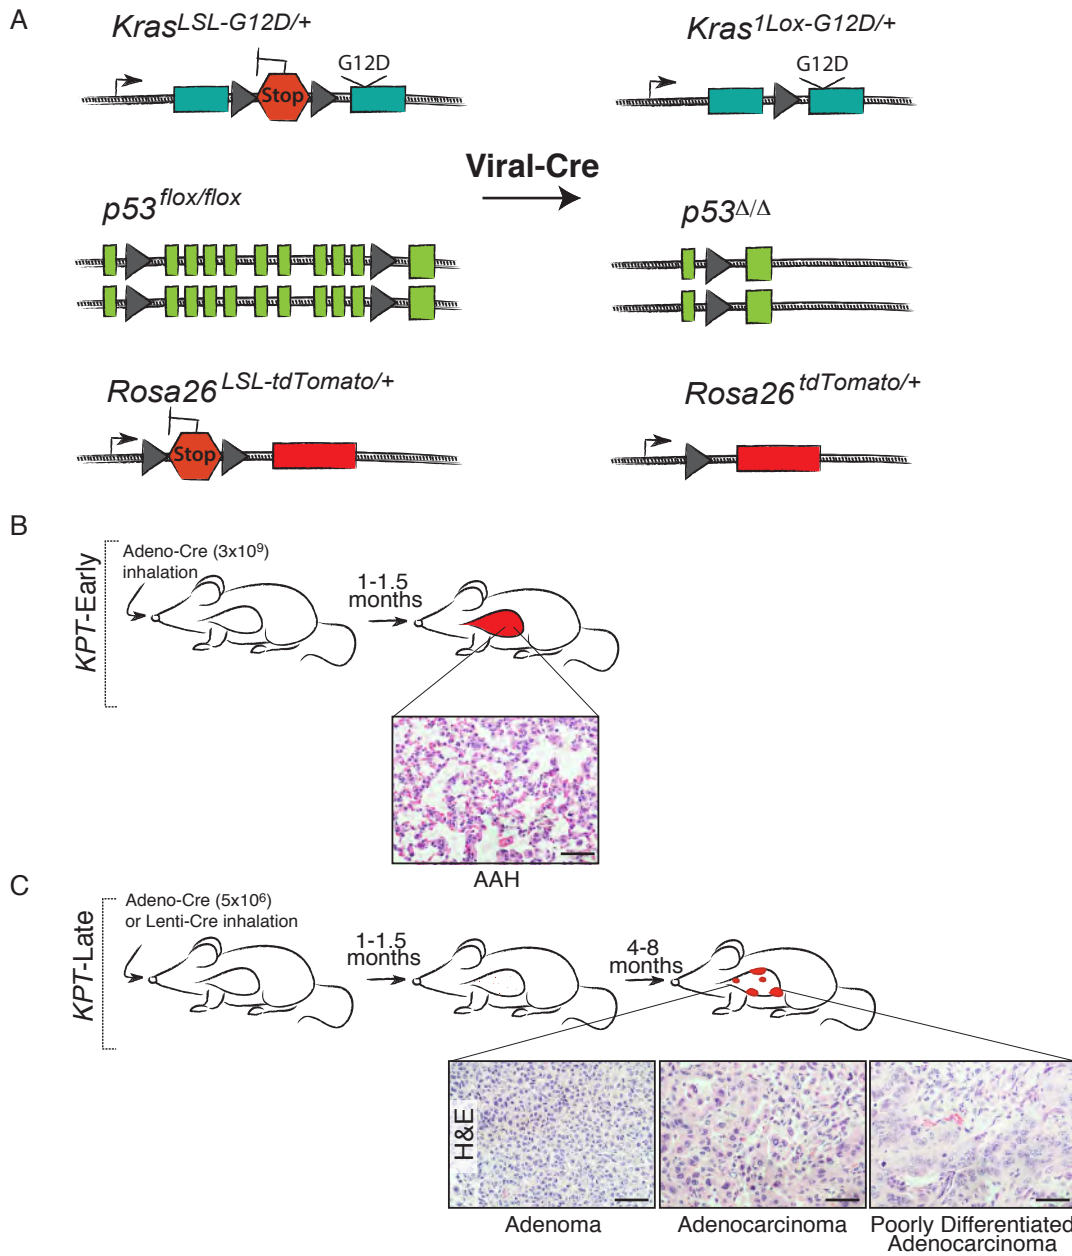 A
Kras^LSL-G12D/+
Kras^1Lox-G12D/+
G12D
G12D
Stop
Viral-Cre
p53^flox/flox
p53^Δ/Δ
Rosa26^LSL-tdTomato/+
Rosa26^tdTomato/+
Stop
B
KPT-Early
Adeno-Cre (3x10^9)
inhalation
1-1.5
months
AAH
C
KPT-Late
Adeno-Cre (5x10^6)
or Lenti-Cre inhalation
1-1.5
months
4-8
months
H&E
Adenoma
Adenocarcinoma
Poorly Differentiated
Adenocarcinoma